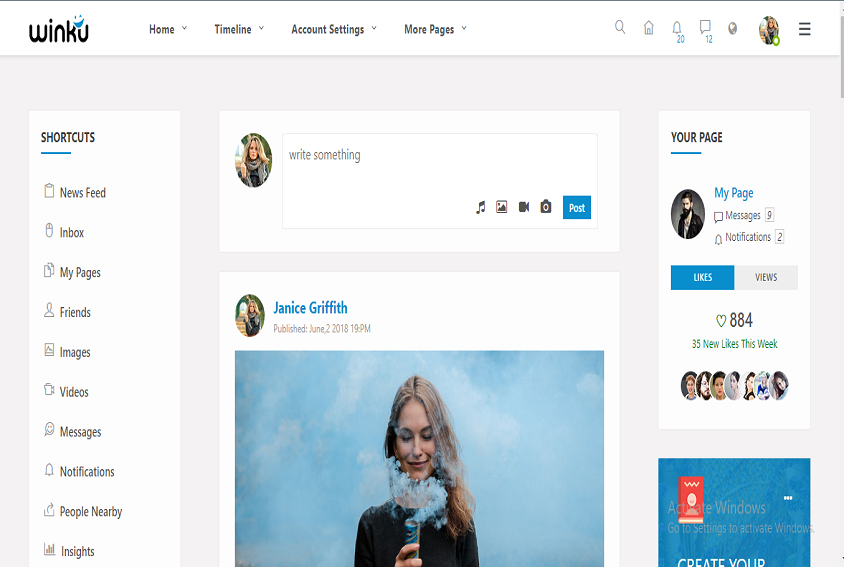 winku
Home
Timeline
Account Settings
More Pages
20
12
SHORTCUTS
News Feed
Inbox
My Pages
Friends
Images
Videos
Messages
Notifications
People Nearby
Insights
write something
Post
Janice Griffith
Published: June,2 2018 19:PM
YOUR PAGE
My Page
Messages 9
Notifications 2
LIKES
VIEWS
884
35 New Likes This Week
Activate Windows
Go to Settings to activate Windows.
CREATE YOUR